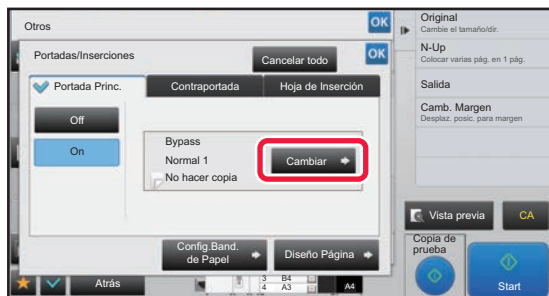 Otros
OK
Portadas/Inserciones
Cancelar todo
OK
Portada Princ.
Contraportada
Hoja de Inserción
Off
On
Bypass
Normal 1
No hacer copia
Cambiar
Config.Band.
de Papel
Diseño Página
Atrás
3 B4
4 A3
A4
Original
Cambie el tamaño/dir.
N-Up
Colocar varias pág. en 1 pág.
Salida
Camb. Margen
Desplaz. posic. para margen
Vista previa
CA
Copia de
prueba
Start